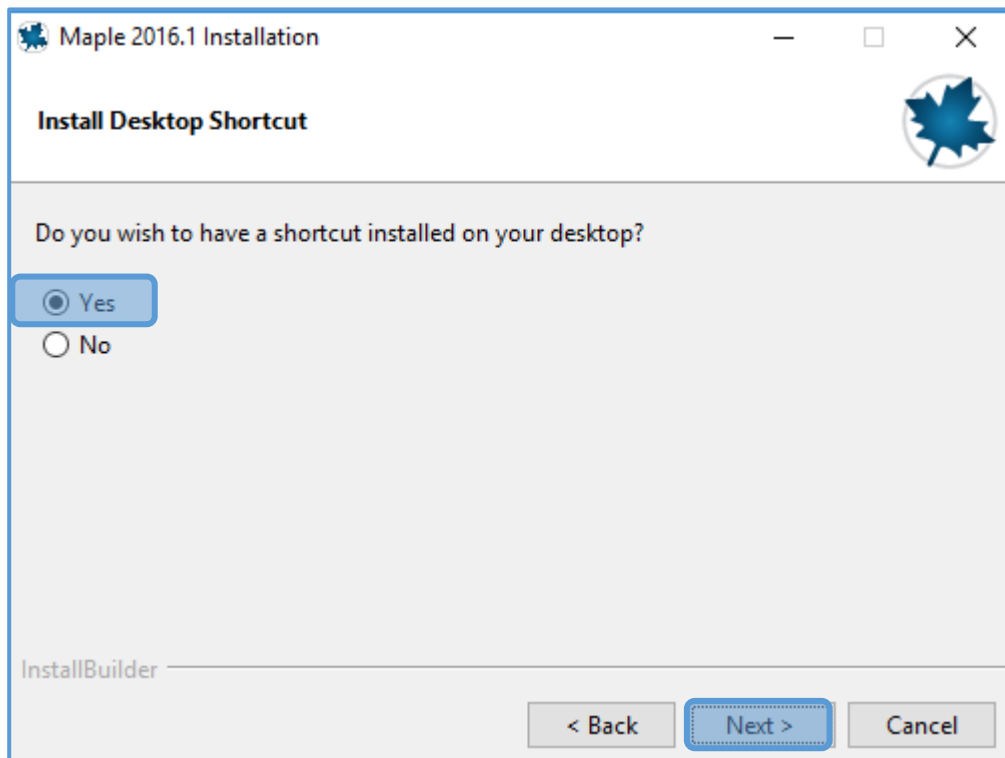 Maple 2016.1 Installation
Install Desktop Shortcut
Do you wish to have a shortcut installed on your desktop?
Yes
No
InstallBuilder
< Back Next > Cancel